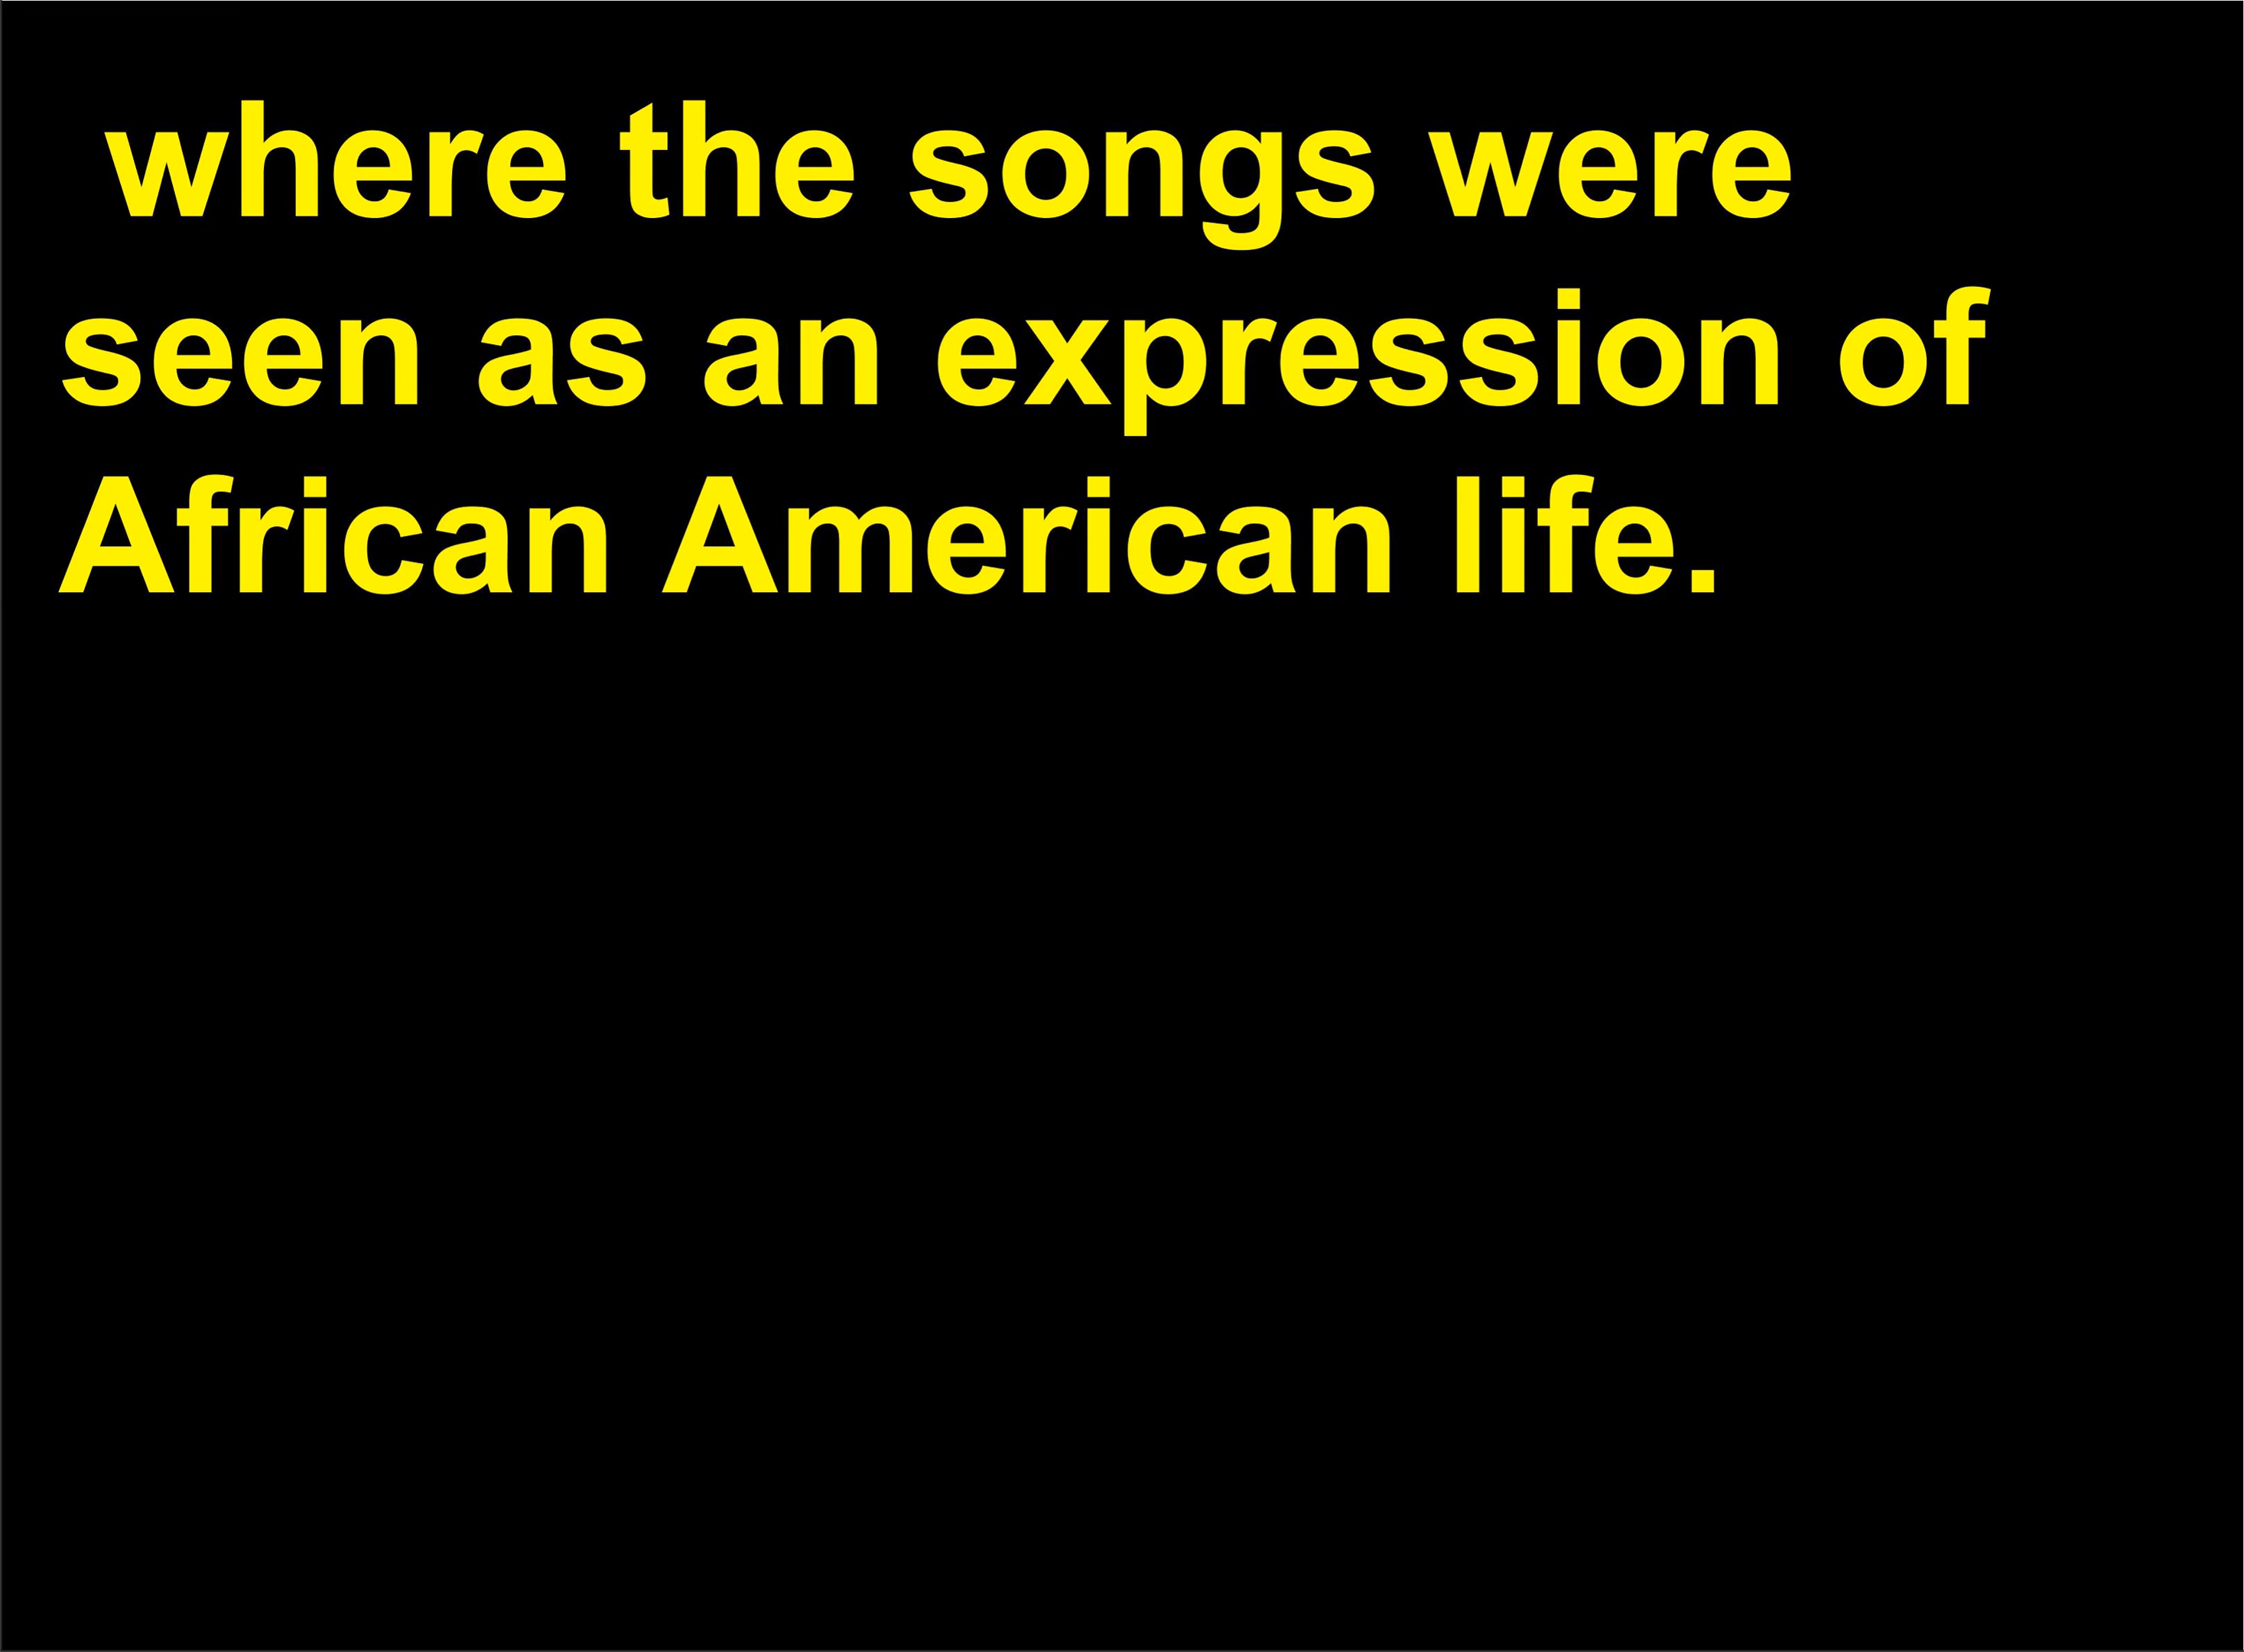 where the songs were
seen as an expression of
African American life.